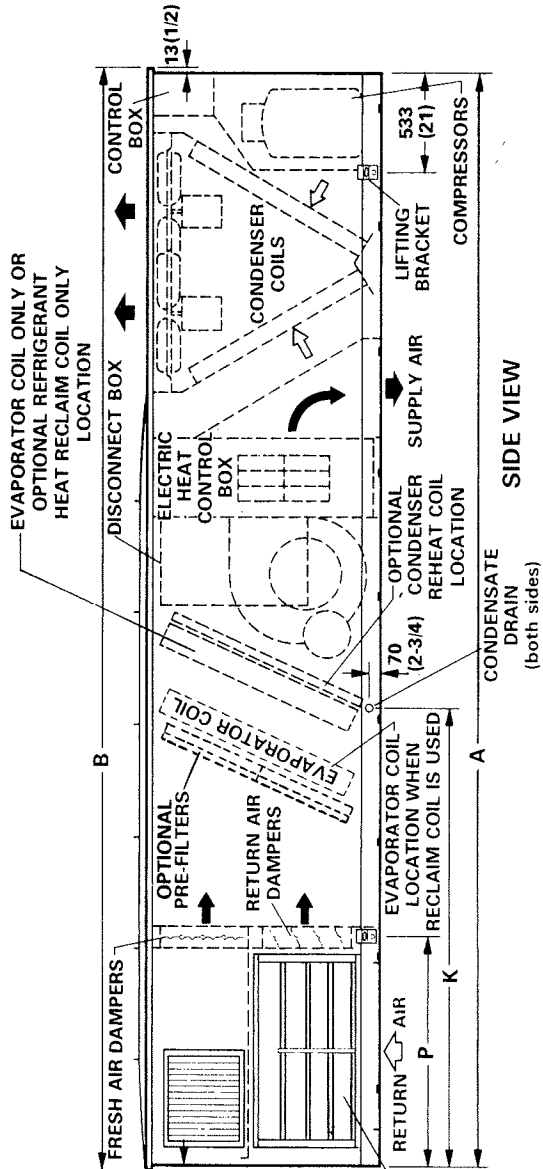 B
13(1/2)
EVAPORATOR COIL ONLY OR
OPTIONAL REFRIGERANT
HEAT RECLAIM COIL ONLY
LOCATION
DISCONNECT BOX
CONTROL
BOX
FRESH AIR DAMPERS
OPTIONAL
PRE-FILTERS
RETURN AIR
DAMPERS
EVAPORATOR COIL
ELECTRIC
HEAT
CONTROL
BOX
CONDENSER
COILS
OPTIONAL
CONDENSER
REHEAT COIL
LOCATION
EVAPORATOR COIL
LOCATION WHEN
RECLAIM COIL IS USED
70
(2-3/4)
SUPPLY AIR
LIFTING
BRACKET
533
(21)
COMPRESSORS
RETURN AIR
P
K
CONDENSATE
DRAIN
(both sides)
A
SIDE VIEW